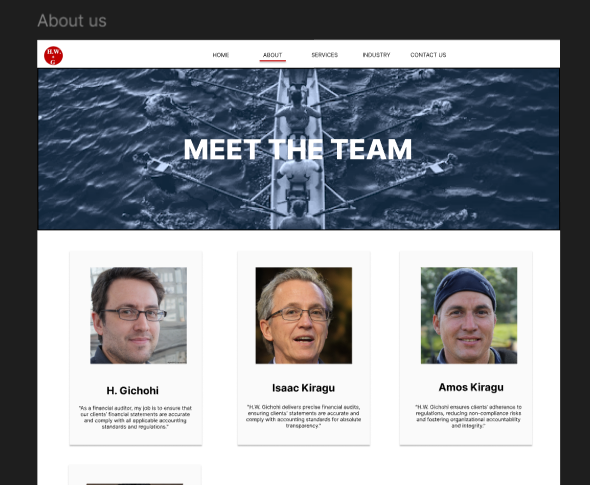 About us
H.W.
G
HOME
ABOUT
SERVICES
INDUSTRY
CONTACT US
MEET THE TEAM
H. Gichohi
"As a financial auditor, my job is to ensure that
our clients' financial statements are accurate
and comply with all applicable accounting
standards and regulations."
Isaac Kiragu
"H.W. Gichohi delivers precise financial audits,
ensuring clients' statements are accurate and
comply with accounting standards for absolute
transparency."
Amos Kiragu
"H.W. Gichohi ensures clients' adherence to
regulations, reducing non-compliance risks
and fostering organizational accountability
and integrity."